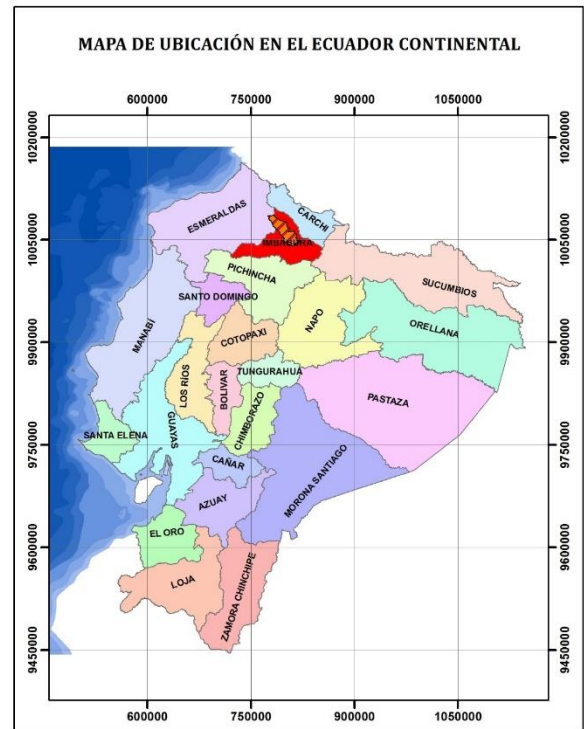 MAPA DE UBICACIÓN EN EL ECUADOR CONTINENTAL
600000 750000 900000 1050000
10200000 10200000
ESMERALDAS
CARCHI
10050000 10050000
IMBABURA
PICHINCHA
SUCUMBIOS
SANTO DOMINGO
NAPO
ORELLANA
MANABÍ
9900000 9900000
COTOPAXI
LOS RÍOS
BOLIVAR
TUNGURAHUA
PASTAZA
GUAYAS
CHIMBORAZO
SANTA ELENA
9750000 9750000
CAÑAR
MORONA SANTIAGO
AZUAY
EL ORO
9600000 9600000
LOJA
ZAMORA CHINCHIPE
9450000 9450000
600000 750000 900000 1050000